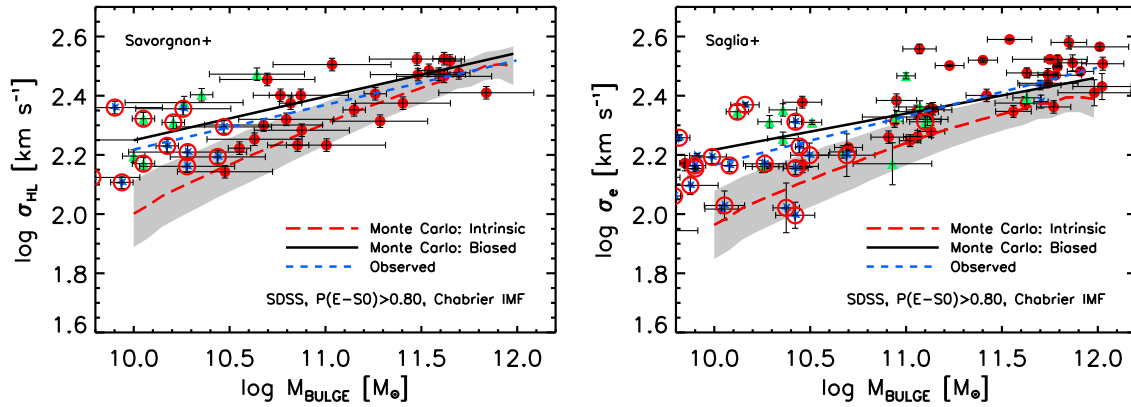 Savorgnan+
2.6
2.4
2.2
2.0
1.8
1.6
log σHL [km s⁻¹]
Monte Carlo: Intrinsic
Monte Carlo: Biased
Observed
SDSS, P(E-S0)>0.80, Chabrier IMF
10.0 10.5 11.0 11.5 12.0
log MBULGE [M⊙]
Saglia+
2.6
2.4
2.2
2.0
1.8
1.6
log σe [km s⁻¹]
Monte Carlo: Intrinsic
Monte Carlo: Biased
Observed
SDSS, P(E-S0)>0.80, Chabrier IMF
10.0 10.5 11.0 11.5 12.0
log MBULGE [M⊙]